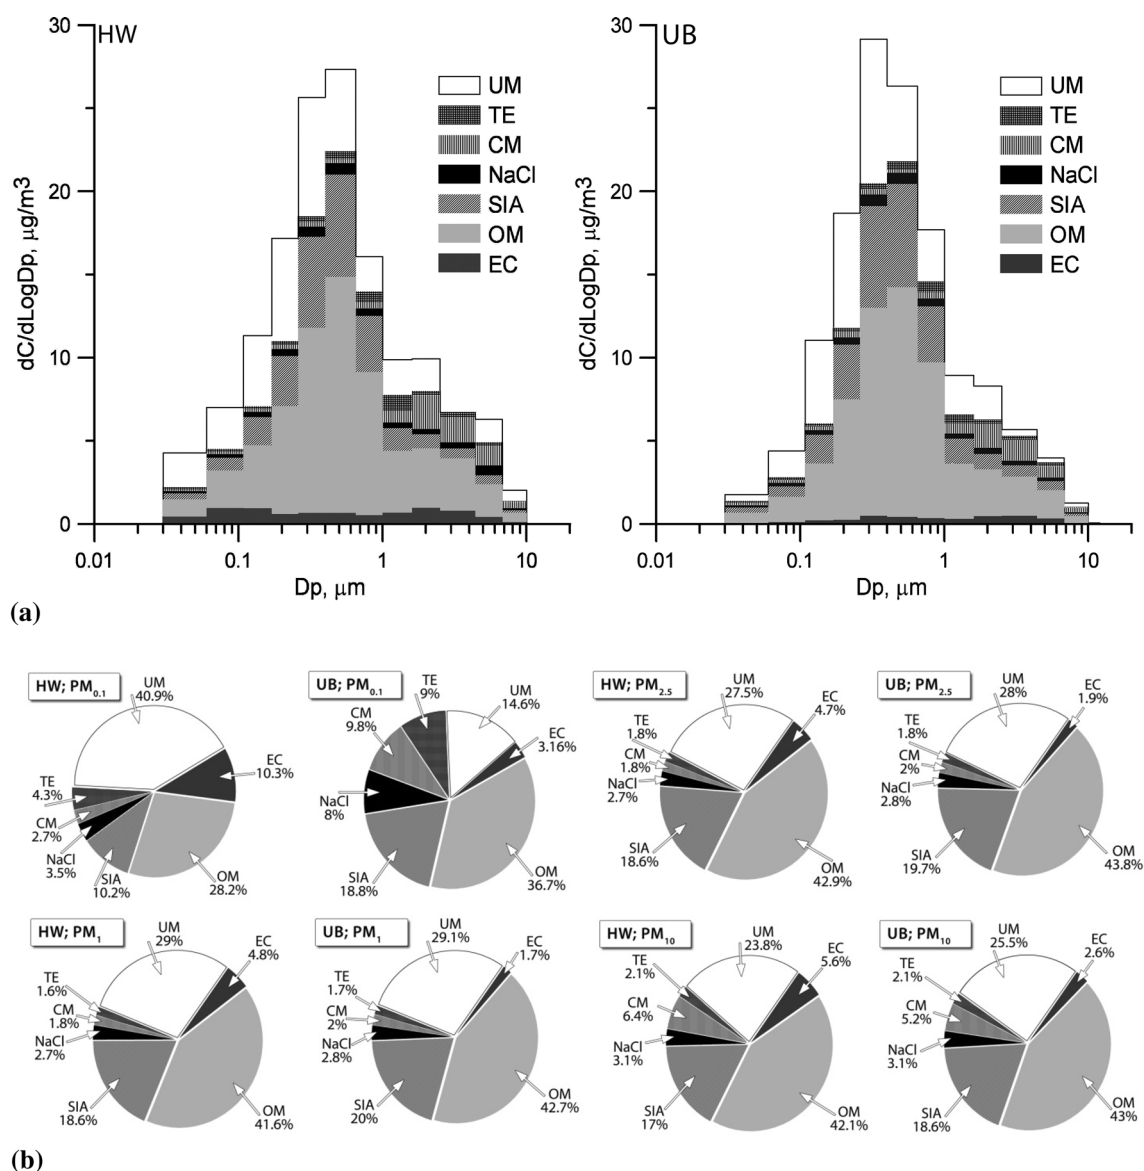 30
HW
UM
TE
CM
NaCl
SIA
OM
EC
20
10
0
dC/dLogDp, μg/m3
0.01
0.1
1
10
Dp, μm
30
UB
UM
TE
CM
NaCl
SIA
OM
EC
20
10
0
dC/dLogDp, μg/m3
0.01
0.1
1
10
Dp, μm
(a)
HW; PM0.1
UM
40.9%
EC
10.3%
OM
28.2%
SIA
10.2%
NaCl
3.5%
CM
2.7%
TE
4.3%
UB; PM0.1
UM
14.6%
EC
3.16%
OM
36.7%
SIA
18.8%
NaCl
8%
CM
9.8%
TE
9%
HW; PM2.5
UM
27.5%
EC
4.7%
OM
42.9%
SIA
18.6%
NaCl
2.7%
CM
1.8%
TE
1.8%
UB; PM2.5
UM
28%
EC
1.9%
OM
43.8%
SIA
19.7%
NaCl
2.8%
CM
2%
TE
1.8%
HW; PM1
UM
29%
EC
4.8%
OM
41.6%
SIA
18.6%
NaCl
2.7%
CM
1.8%
TE
1.6%
UB; PM1
UM
29.1%
EC
1.7%
OM
42.7%
SIA
20%
NaCl
2.8%
CM
2%
TE
1.7%
HW; PM10
UM
23.8%
EC
5.6%
OM
42.1%
SIA
17%
NaCl
3.1%
CM
6.4%
TE
2.1%
UB; PM10
UM
25.5%
EC
2.6%
OM
43%
SIA
18.6%
NaCl
3.1%
CM
5.2%
TE
2.1%
(b)